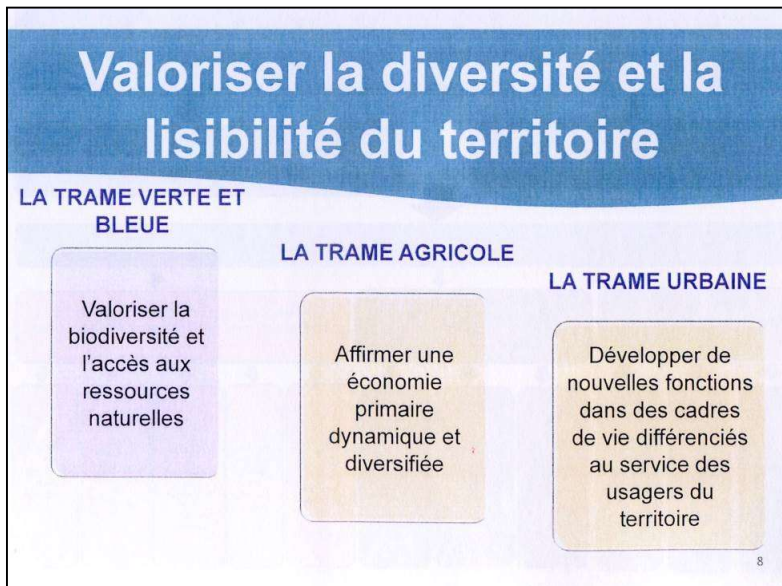 Valoriser la diversité et la
lisibilité du territoire
LA TRAME VERTE ET
BLEUE
Valoriser la
biodiversité et
l'accès aux
ressources
naturelles
LA TRAME AGRICOLE
Affirmer une
économie
primaire
dynamique et
diversifiée
LA TRAME URBAINE
Développer de
nouvelles fonctions
dans des cadres
de vie différenciés
au service des
usagers du
territoire
8